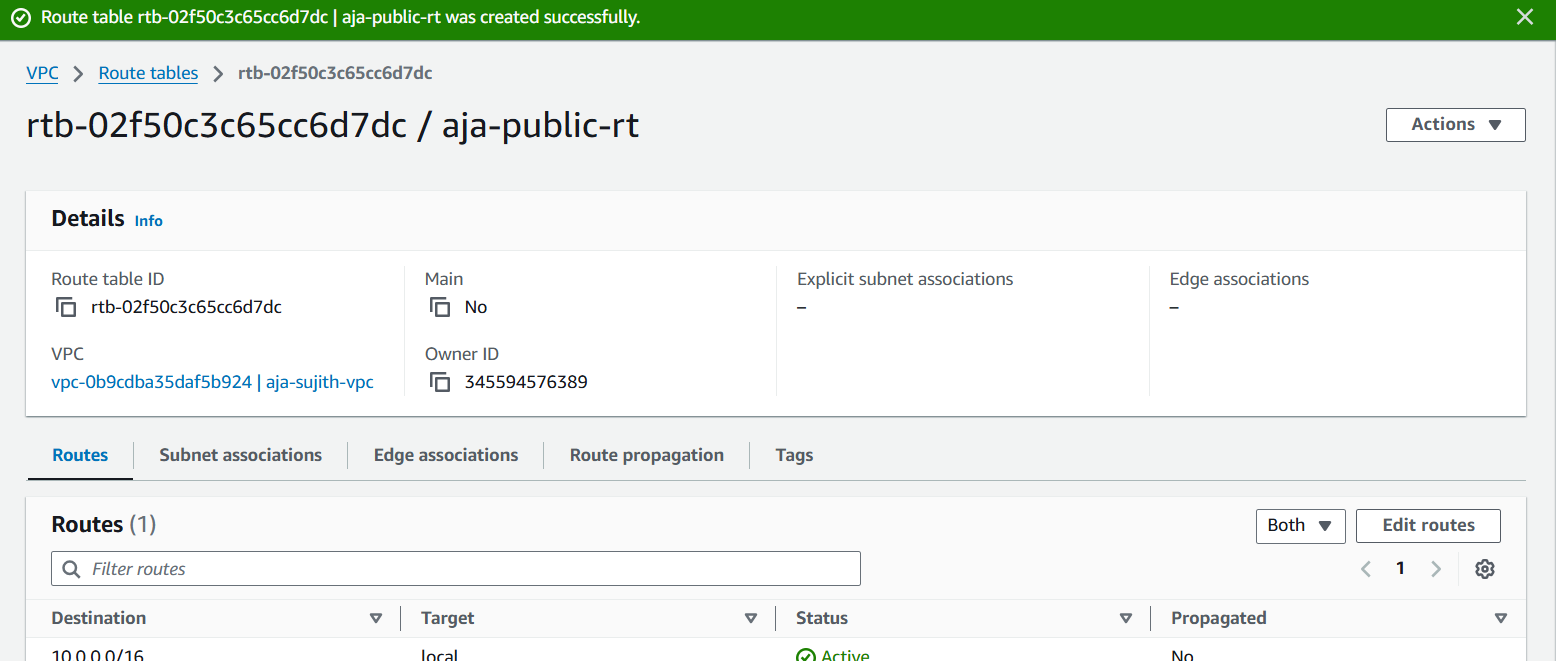 Route table rtb-02f50c3c65cc6d7dc | aja-public-rt was created successfully.
VPC > Route tables > rtb-02f50c3c65cc6d7dc
rtb-02f50c3c65cc6d7dc / aja-public-rt
Actions
Details Info
Route table ID
rtb-02f50c3c65cc6d7dc
Main
No
Explicit subnet associations
–
Edge associations
–
VPC
vpc-0b9cdba35daf5b924 | aja-sujith-vpc
Owner ID
345594576389
Routes Subnet associations Edge associations Route propagation Tags
Routes (1)
Both Edit routes
Filter routes
1
Destination Target Status Propagated
10.0.0.0/16 local Active No